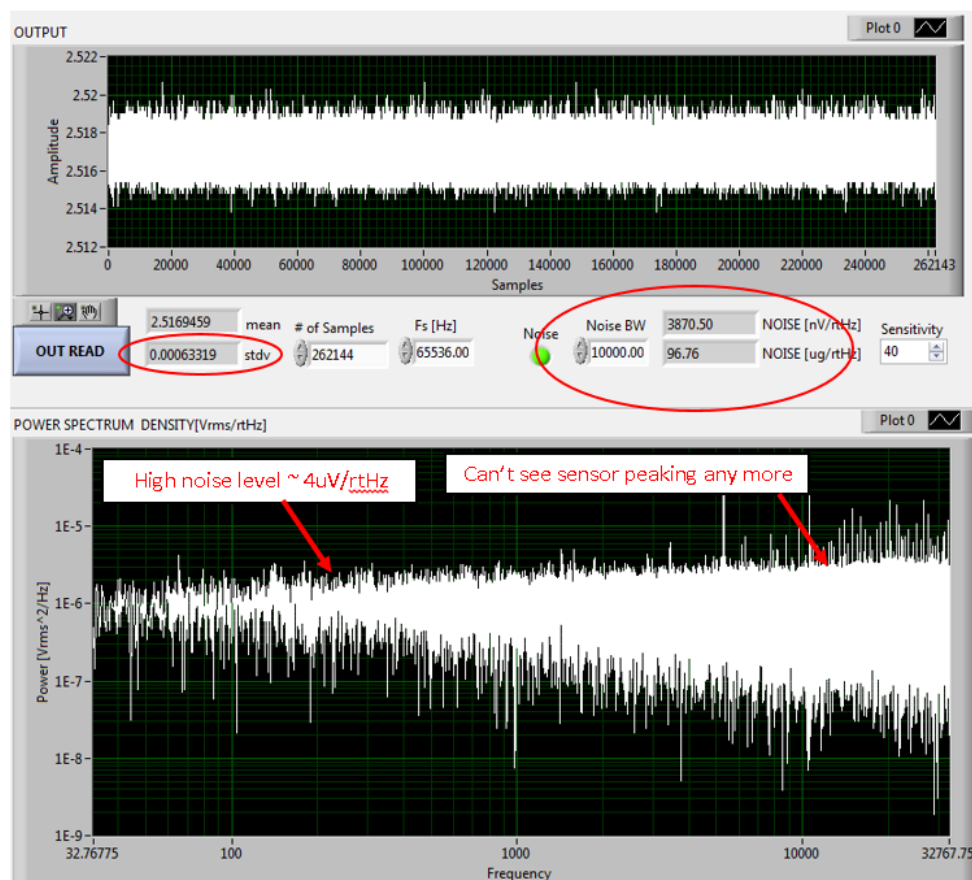 OUTPUT
Plot 0
2.522
2.52
2.518
2.516
2.514
2.512
Amplitude
0 20000 40000 60000 80000 100000 120000 140000 160000 180000 200000 220000 240000 262143
Samples
OUT READ
2.5169459 mean
0.00063319 stdv
# of Samples
262144
Fs [Hz]
65536.00
Noise
Noise BW
10000.00
3870.50 NOISE [nV/rtHz]
96.76 NOISE [ug/rtHz]
Sensitivity
40
POWER SPECTRUM DENSITY[Vrms/rtHz]
Plot 0
1E-4
1E-5
1E-6
1E-7
1E-8
1E-9
Power [Vrms^2/Hz]
High noise level ~ 4uV/rtHz
Can't see sensor peaking any more
32.76775 100 1000 10000 32767.75
Frequency